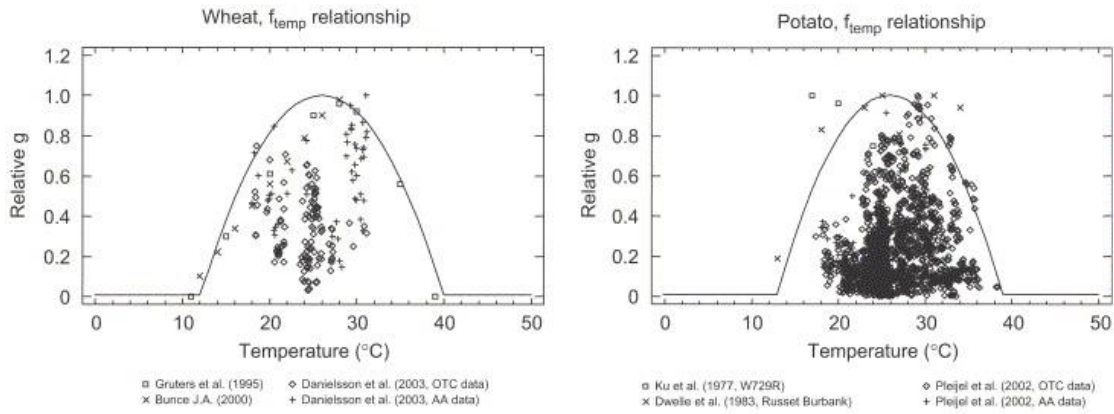 Wheat, f_temp relationship
1.2
1.0
0.8
0.6
0.4
0.2
0
Relative g
0 10 20 30 40 50
Temperature (°C)
□ Gruters et al. (1995) ◇ Danielsson et al. (2003, OTC data)
× Bunce J.A. (2000) + Danielsson et al. (2003, AA data)
Potato, f_temp relationship
1.2
1.0
0.8
0.6
0.4
0.2
0
Relative g
0 10 20 30 40 50
Temperature (°C)
□ Ku et al. (1977, W729R) ◇ Pleijel et al. (2002, OTC data)
× Dwelle et al. (1983, Russet Burbank) + Pleijel et al. (2002, AA data)